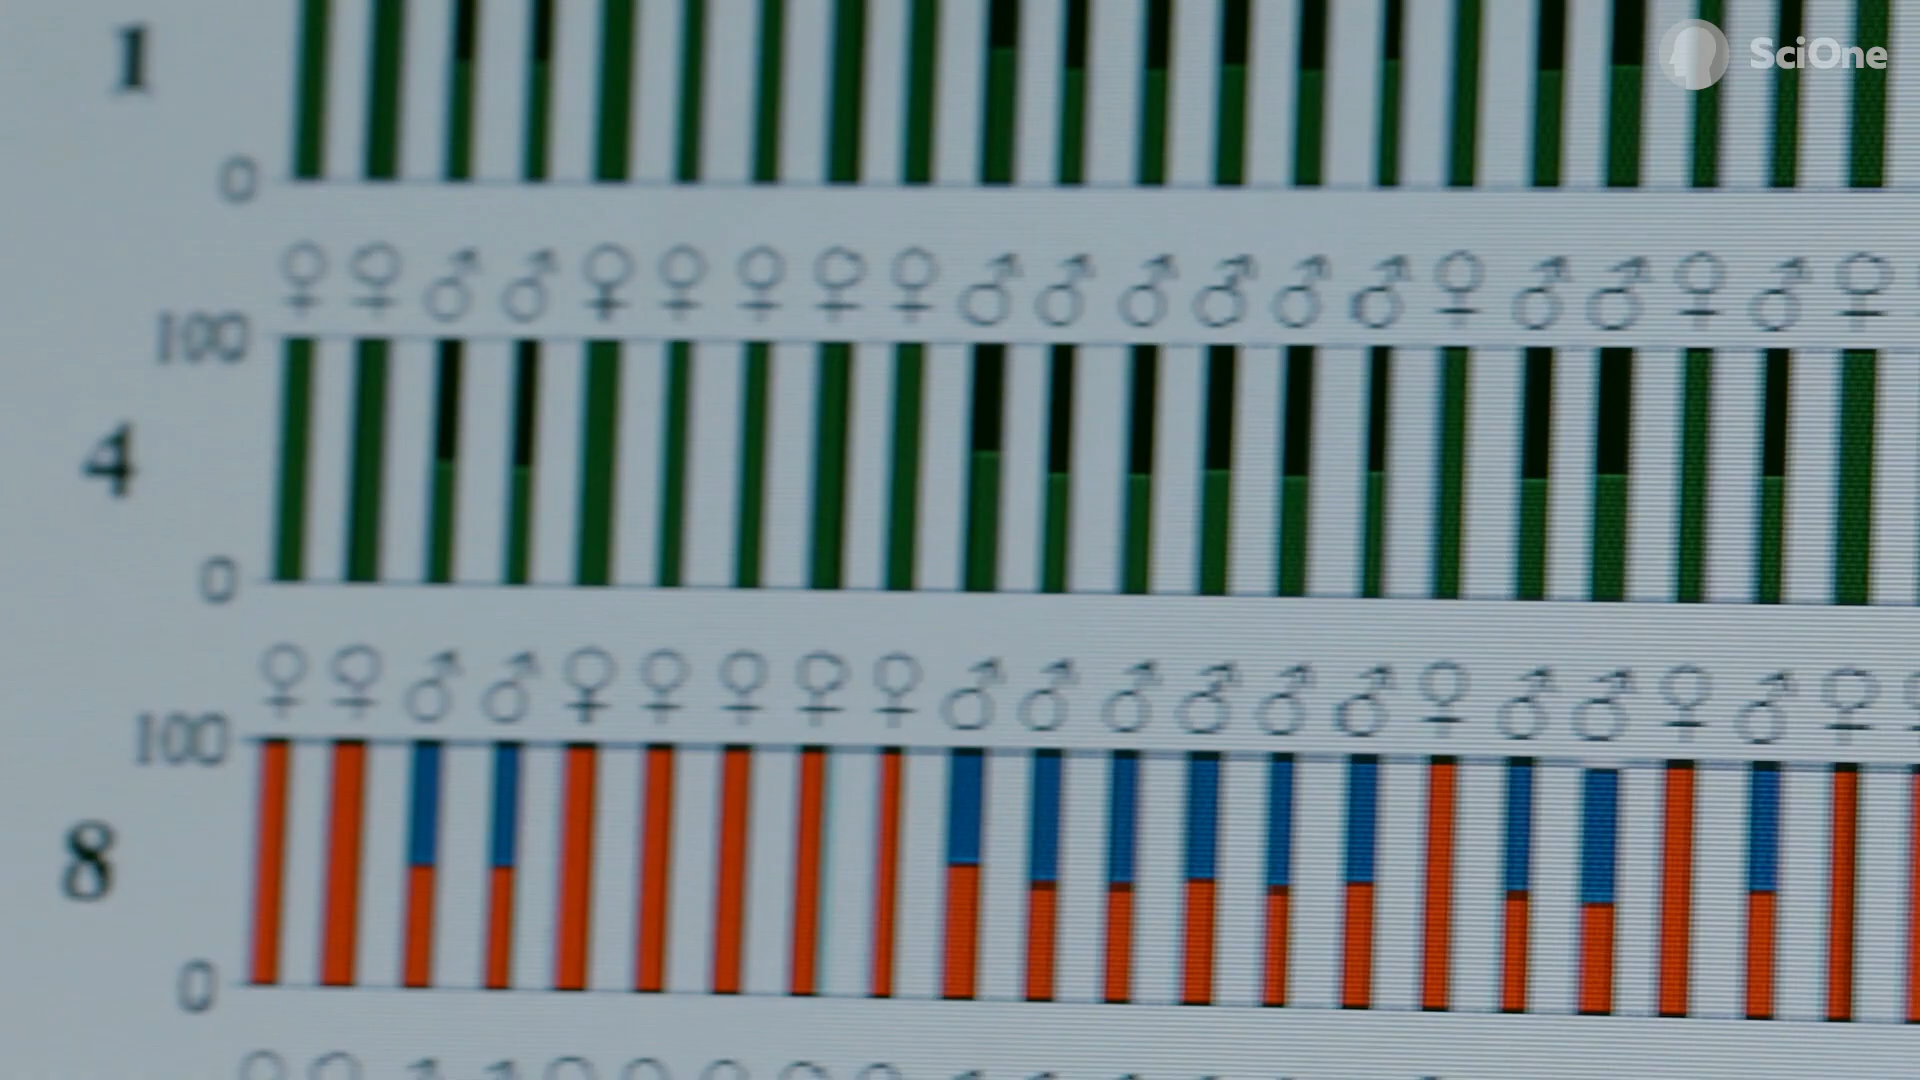 SciOne
1
0
♀ ♀ ♂ ♂ ♀ ♀ ♀ ♀ ♀ ♂ ♂ ♂ ♂ ♂ ♂ ♀ ♂ ♂ ♀ ♂ ♀
100
4
0
♀ ♀ ♂ ♂ ♀ ♀ ♀ ♀ ♀ ♂ ♂ ♂ ♂ ♂ ♂ ♀ ♂ ♂ ♀ ♂ ♀
100
8
0